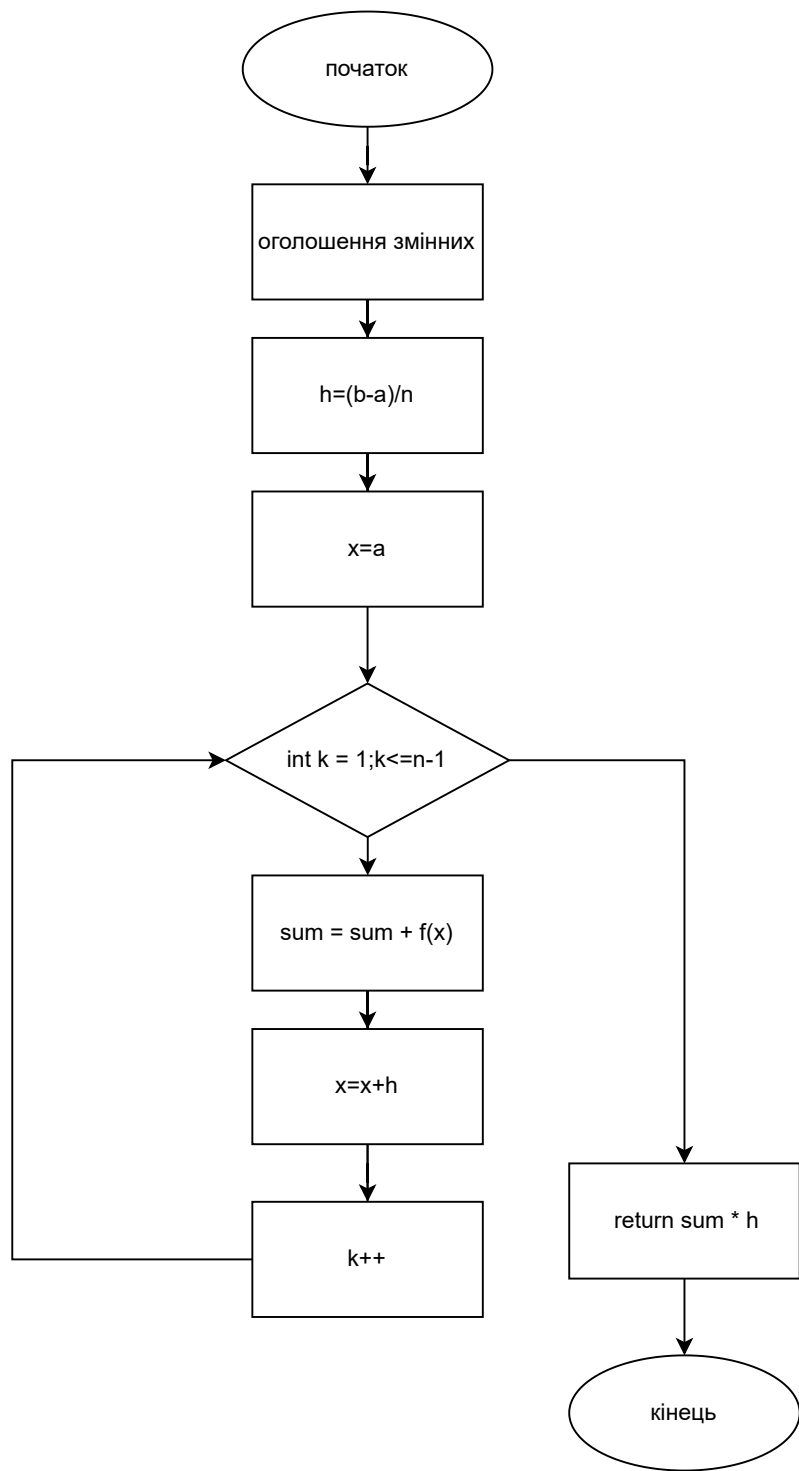 початок
оголошення змінних
h=(b-a)/n
x=a
int k = 1;k<=n-1
sum = sum + f(x)
x=x+h
k++
return sum * h
кінець